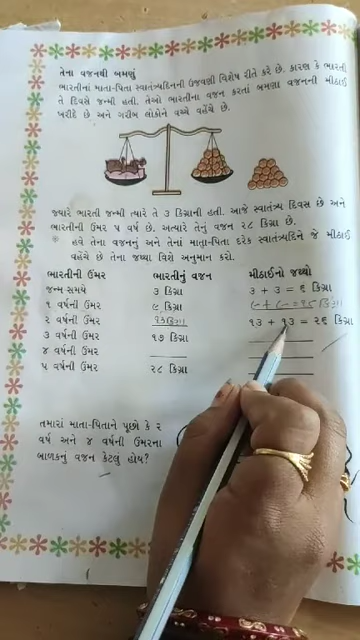 તેના વજનથી બમણું
ભારતીનાં માતા-પિતા સ્વાતંત્ર્યદિનની ઉજવણી વિશેષ રીતે કરે છે. કારણ કે ભારતી
તે દિવસે જન્મી હતી. તેઓ ભારતીના વજન કરતાં બમણા વજનની મીઠાઈ
ખરીદે છે અને ગરીબ લોકોને વચ્ચે વહેંચે છે.
જ્યારે ભારતી જન્મી ત્યારે તે ૩ કિગ્રાની હતી. આજે સ્વાતંત્ર્ય દિવસ છે અને
ભારતીની ઉંમર ૫ વર્ષ છે. અત્યારે તેનું વજન ૨૮ કિગ્રા છે.
હવે તેના વજનનું અને તેનાં માતાપિતા દરેક સ્વાતંત્ર્યદિને જે મીઠાઈ
વહેંચે છે તેના જથ્થા વિશે અનુમાન કરો.
ભારતીની ઉંમર ભારતીનું વજન મીઠાઈનો જથ્થો
જન્મ સમયે ૩ કિગ્રા ૩ + ૩ = ૬ કિગ્રા
૧ વર્ષની ઉંમરે ૯ કિગ્રા ૯ + ૯ = ૧૮ કિગ્રા
૨ વર્ષની ઉંમરે ૧૩ કિગ્રા ૧૩ + ૧૩ = ૨૬ કિગ્રા
૩ વર્ષની ઉંમરે ૧૭ કિગ્રા
૪ વર્ષની ઉંમરે
૫ વર્ષની ઉંમરે ૨૮ કિગ્રા
તમારાં માતા-પિતાને પૂછો કે ૨
વર્ષ અને ૪ વર્ષની ઉંમરના
બાળકનું વજન કેટલું હોય?